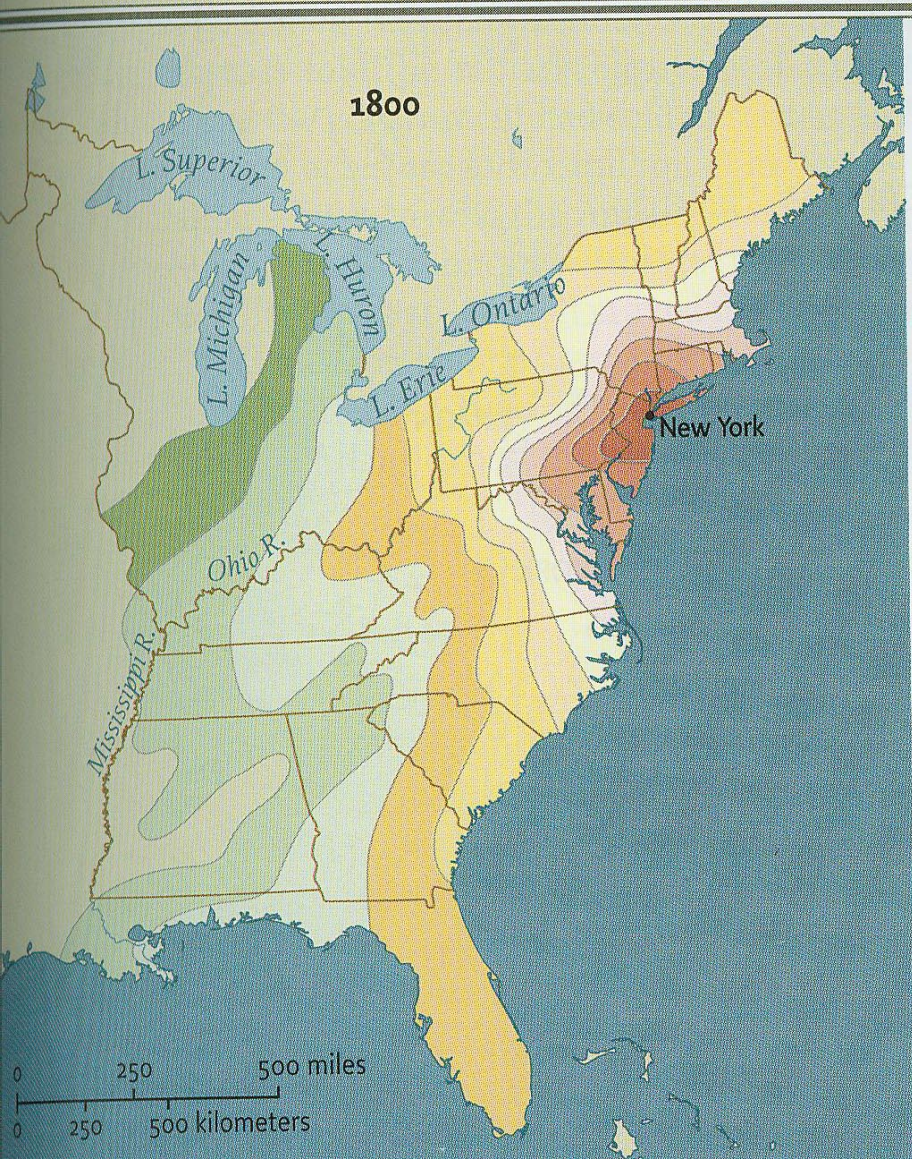 1800
L. Superior
L. Huron
L. Michigan
L. Ontario
L. Erie
New York
Ohio R.
Mississippi R.
0 250 500 miles
0 250 500 kilometers